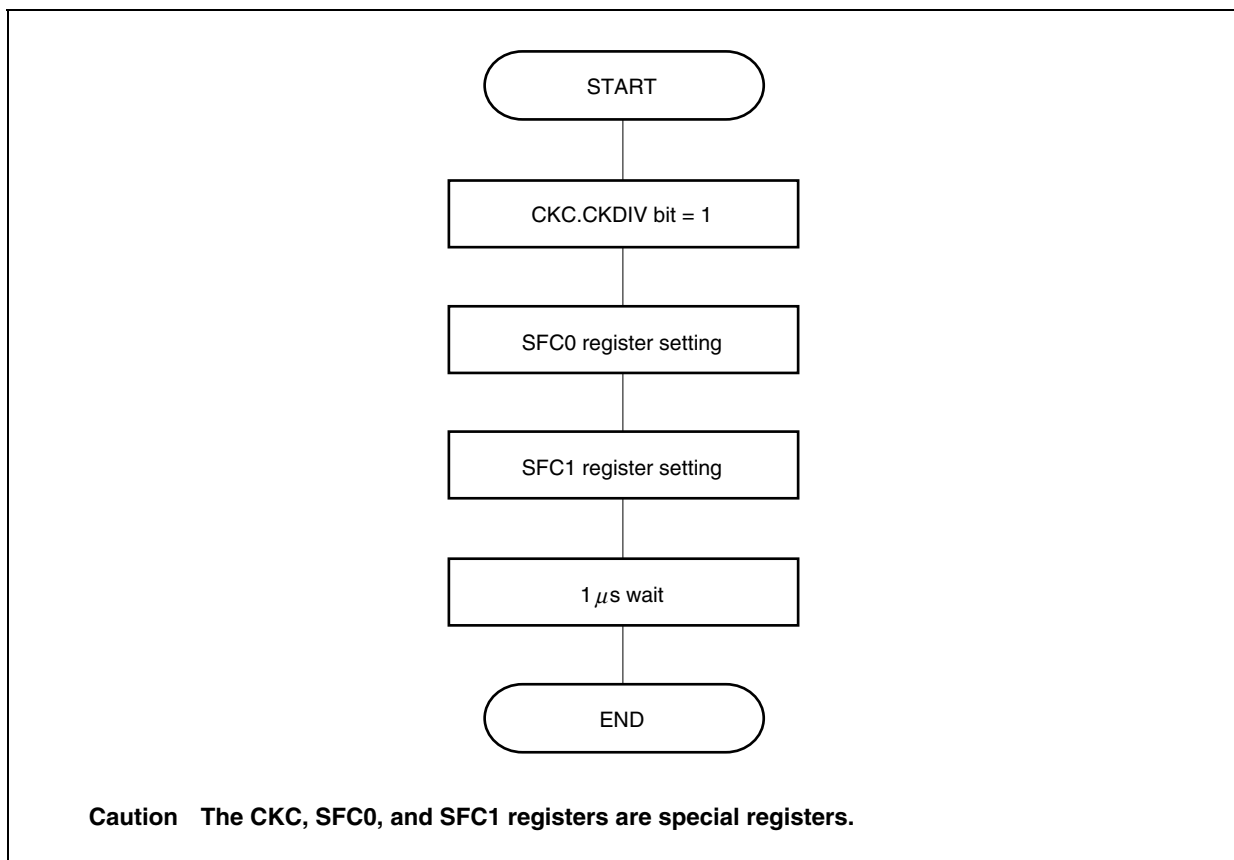 START
CKC.CKDIV bit = 1
SFC0 register setting
SFC1 register setting
1 μs wait
END
Caution The CKC, SFC0, and SFC1 registers are special registers.